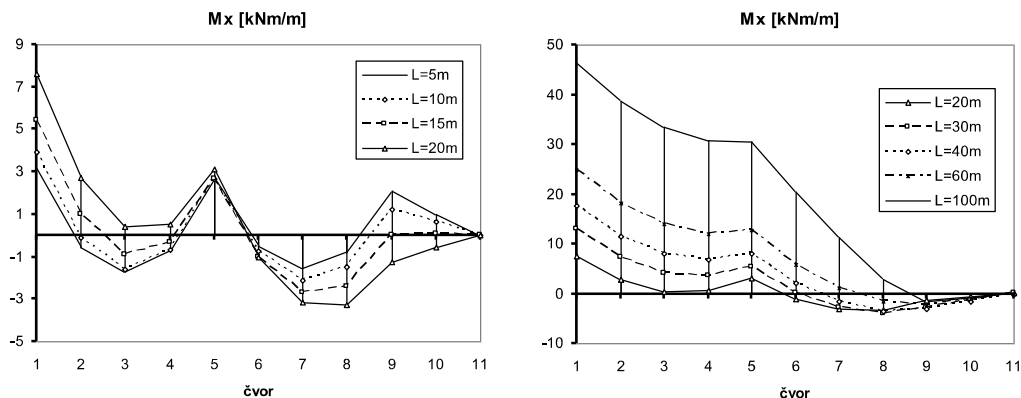 Mx [kNm/m]
9
7
5
3
1
-1
-3
-5
1 2 3 4 5 6 7 8 9 10 11
čvor
L=5m
L=10m
L=15m
L=20m
Mx [kNm/m]
50
40
30
20
10
0
-10
1 2 3 4 5 6 7 8 9 10 11
čvor
L=20m
L=30m
L=40m
L=60m
L=100m